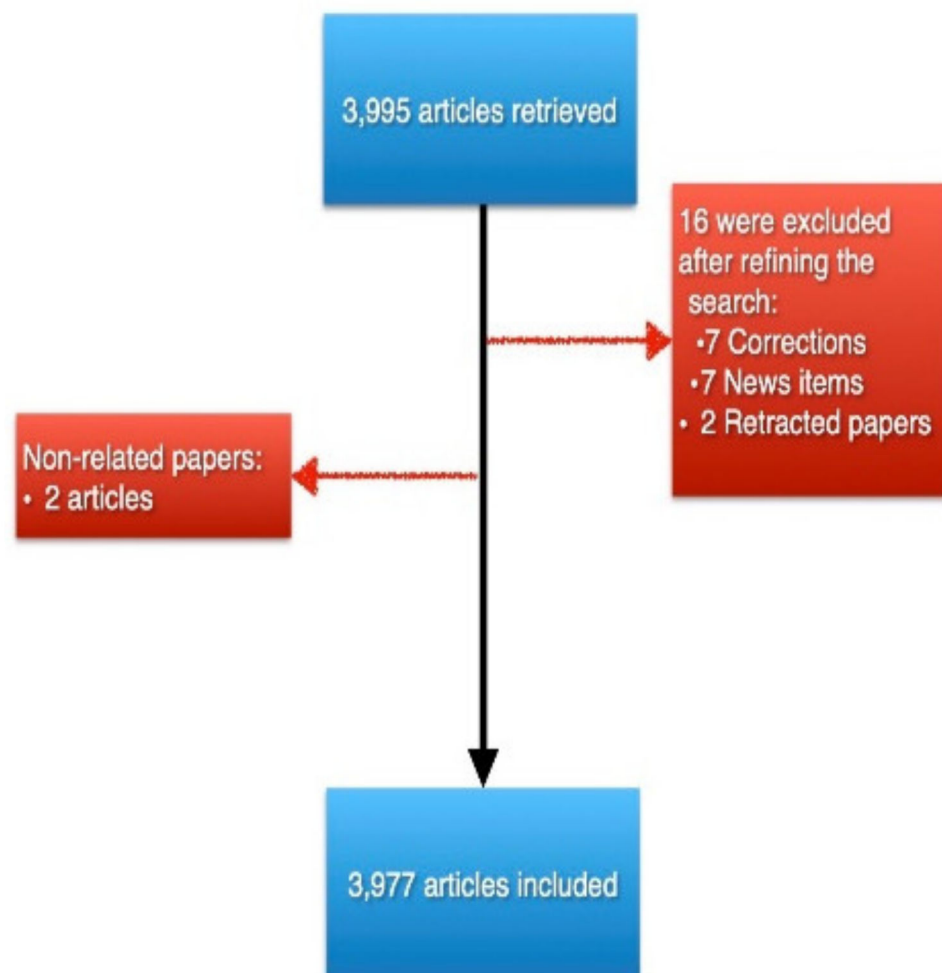 3,995 articles retrieved
16 were excluded
after refining the
search:
•7 Corrections
•7 News items
• 2 Retracted papers
Non-related papers:
• 2 articles
3,977 articles included